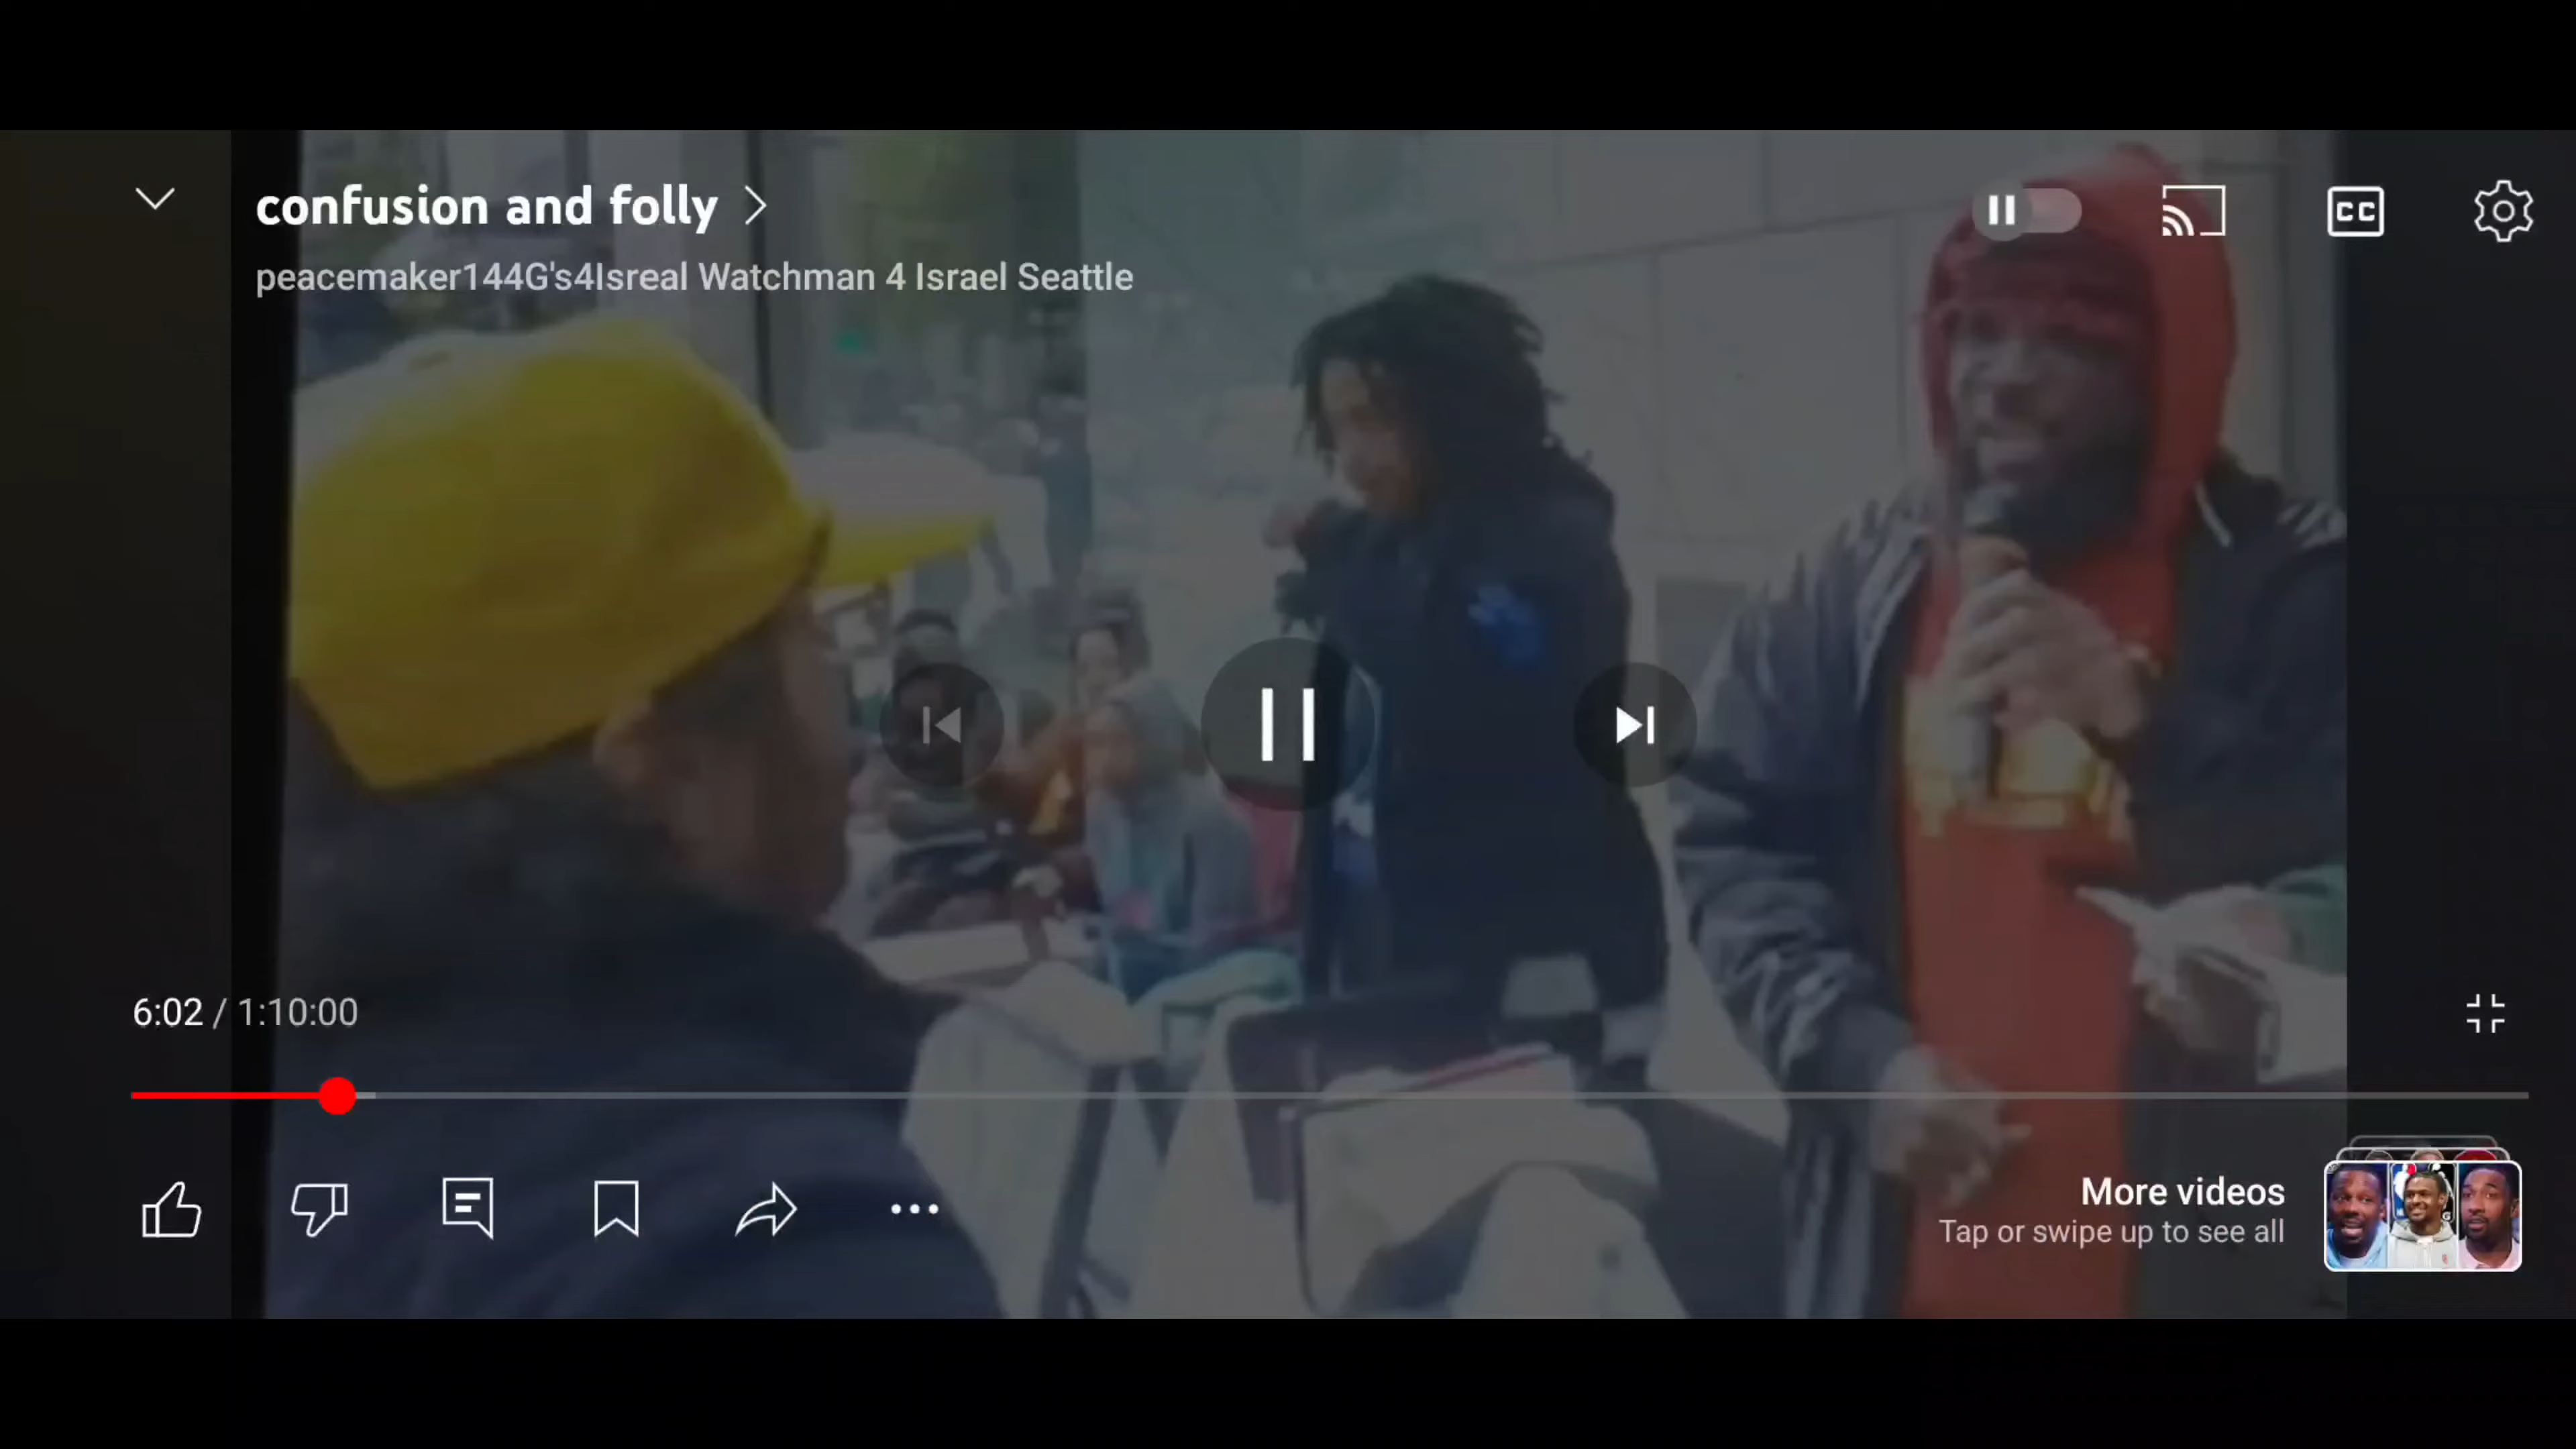 confusion and folly
peacemaker144G's4Isreal Watchman 4 Israel Seattle
CC
6:02 / 1:10:00
More videos
Tap or swipe up to see all